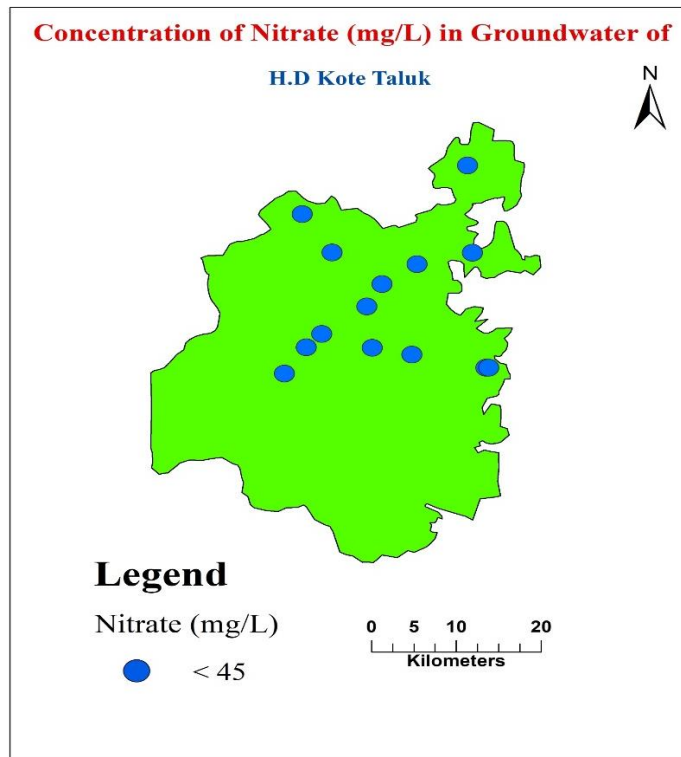 Concentration of Nitrate (mg/L) in Groundwater of
H.D Kote Taluk
N
Legend
Nitrate (mg/L)
< 45
0 5 10 20
Kilometers